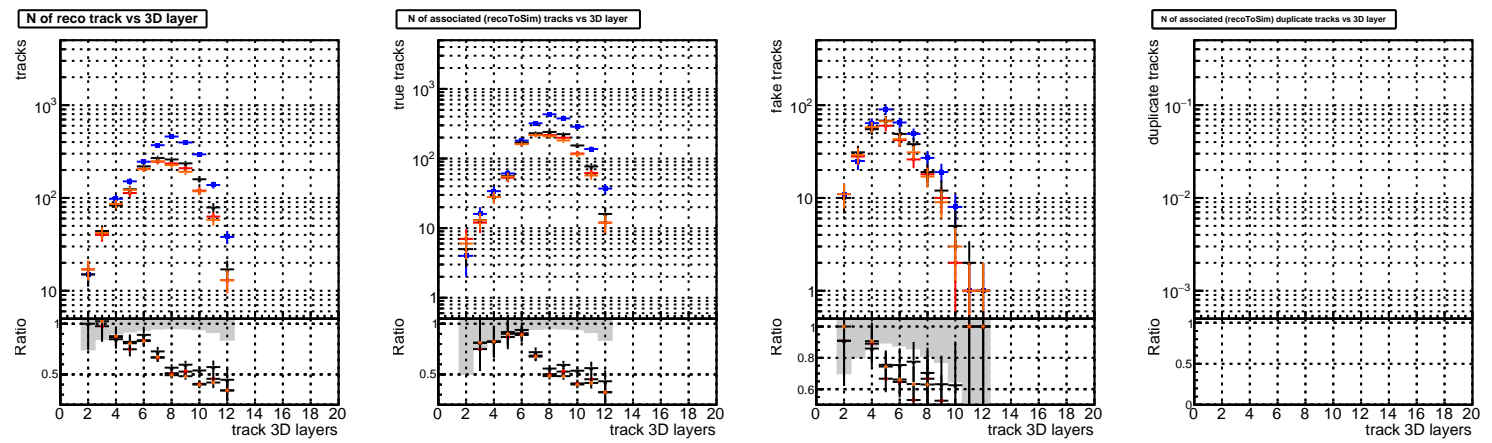 N of reco track vs 3D layer
tracks
10³
10²
10
Ratio
1
0.5
0 2 4 6 8 10 12 14 16 18 20
track 3D layers
N of associated (recoToSim) tracks vs 3D layer
true tracks
10³
10²
10
1
Ratio
1
0.5
0 2 4 6 8 10 12 14 16 18 20
track 3D layers
fake tracks
10²
10
1
Ratio
1
0.8
0.6
0 2 4 6 8 10 12 14 16 18 20
track 3D layers
N of associated (recoToSim) duplicate tracks vs 3D layer
duplicate tracks
10⁻¹
10⁻²
10⁻³
Ratio
1
0.5
0
0 2 4 6 8 10 12 14 16 18 20
track 3D layers